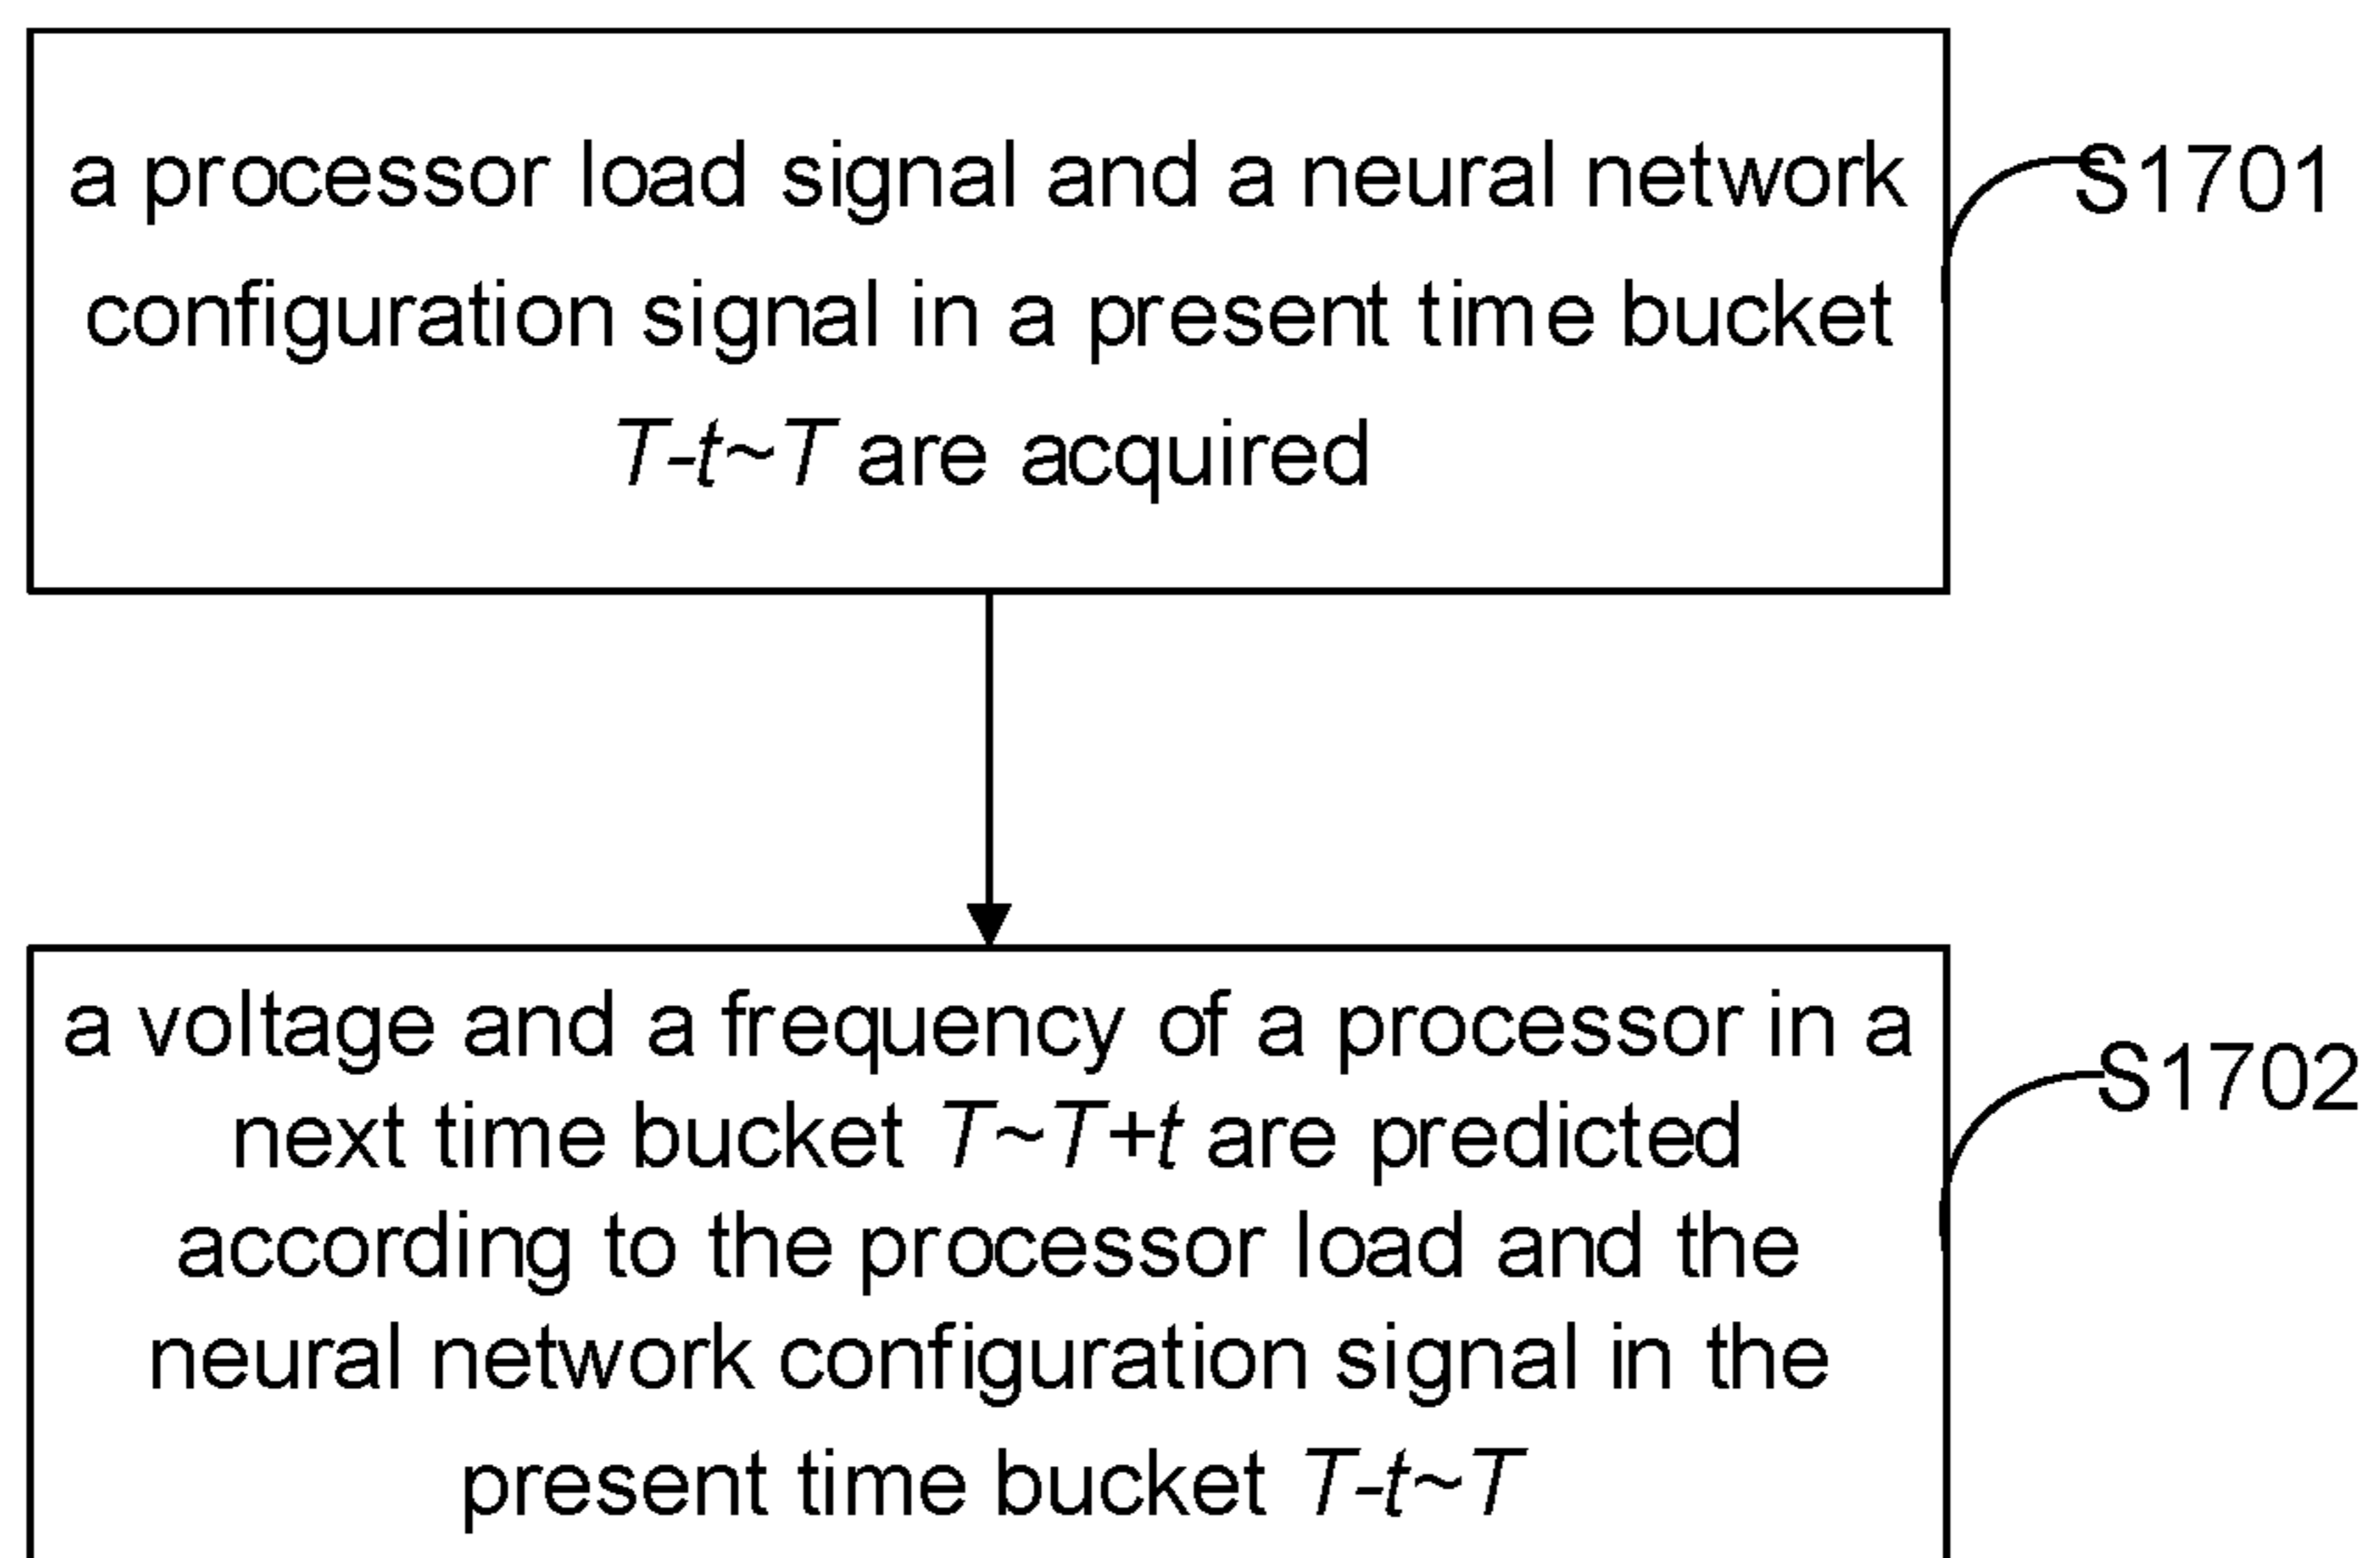 a processor load signal and a neural network
configuration signal in a present time bucket
T-t~T are acquired
S1701
a voltage and a frequency of a processor in a
next time bucket T~T+t are predicted
according to the processor load and the
neural network configuration signal in the
present time bucket T-t~T
S1702